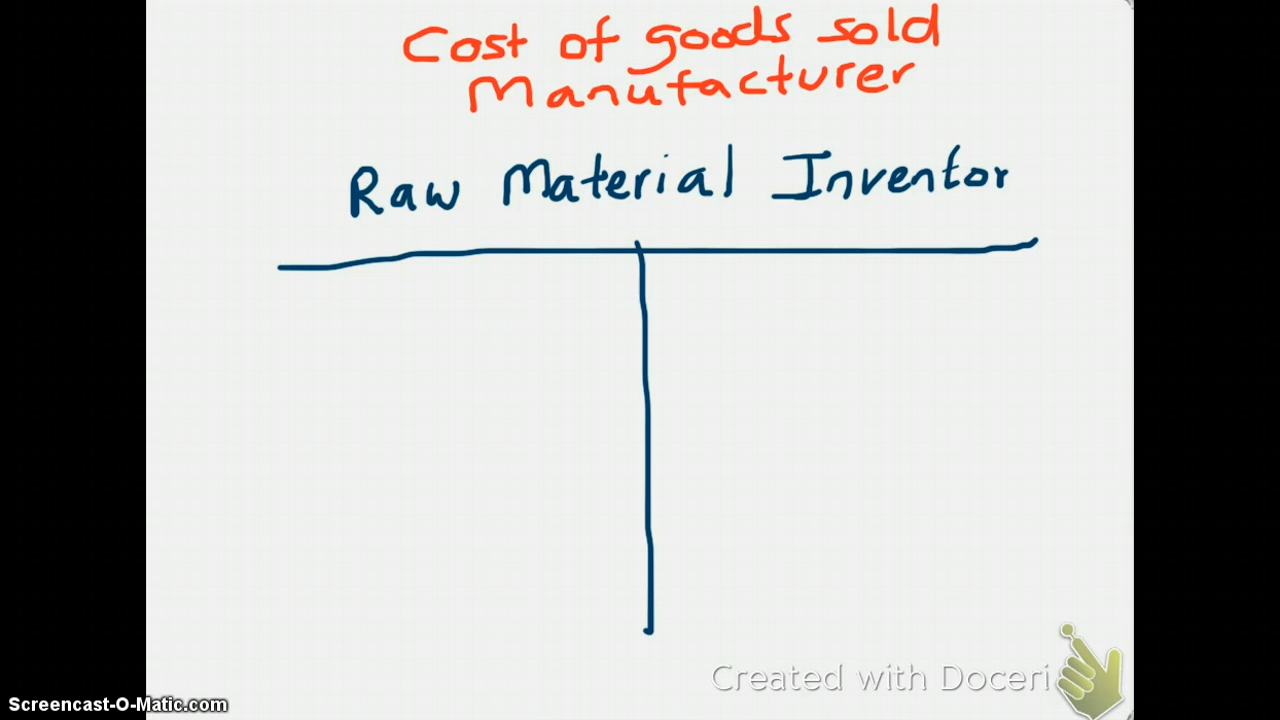 Cost of goods sold
Manufacturer
Raw Material Inventor
Created with Doceri
Screencast-O-Matic.com